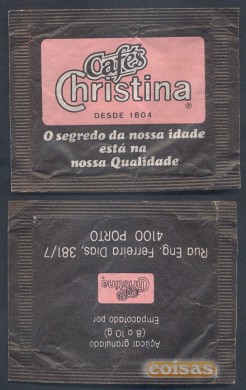 Cafés
Christina ®
DESDE 1804
O segredo da nossa idade
está na
nossa Qualidade
Açúcar granulado
(8 a 10 g)
Empacotado por
Cafés
Christina
Rua Eng. Ferreira Dias, 381/7
4100 PORTO
coisas